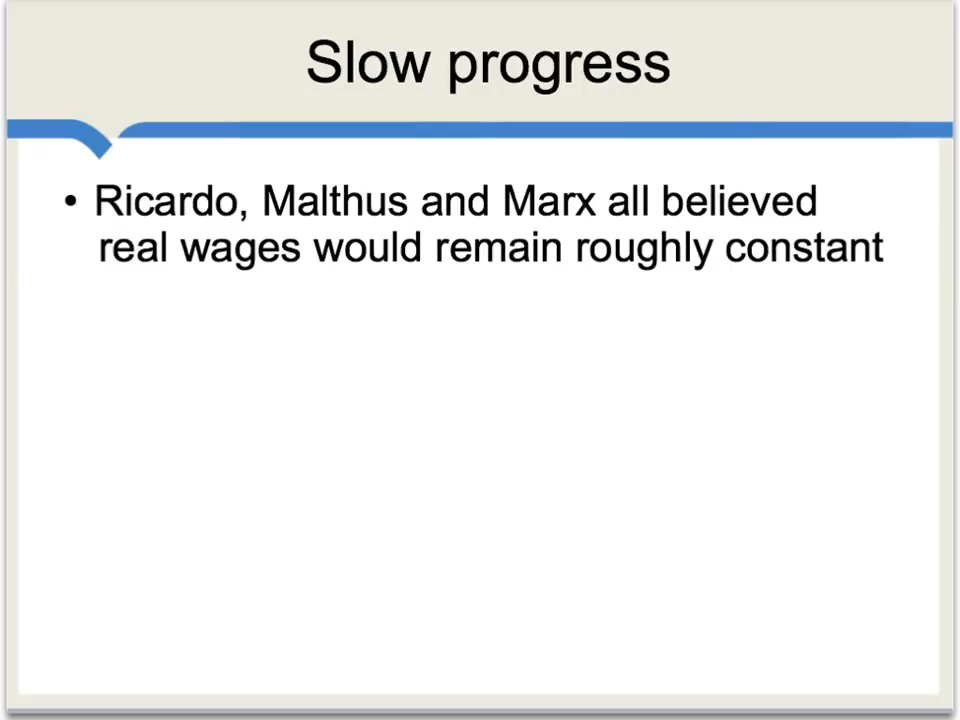 Slow progress
• Ricardo, Malthus and Marx all believed
real wages would remain roughly constant